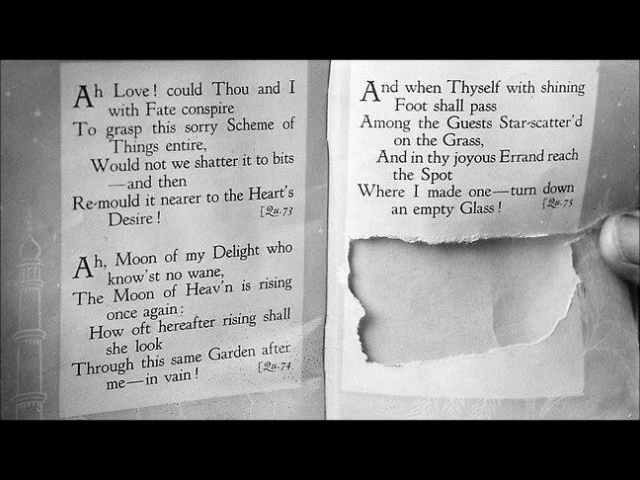 Ah Love! could Thou and I
with Fate conspire
To grasp this sorry Scheme of
Things entire,
Would not we shatter it to bits
—and then
Re-mould it nearer to the Heart's
Desire! [Qu.73
Ah, Moon of my Delight who
know'st no wane,
The Moon of Heav'n is rising
once again:
How oft hereafter rising shall
she look
Through this same Garden after
me—in vain! [Qu.74
And when Thyself with shining
Foot shall pass
Among the Guests Star-scatter'd
on the Grass,
And in thy joyous Errand reach
the Spot
Where I made one—turn down
an empty Glass! [Qu.75